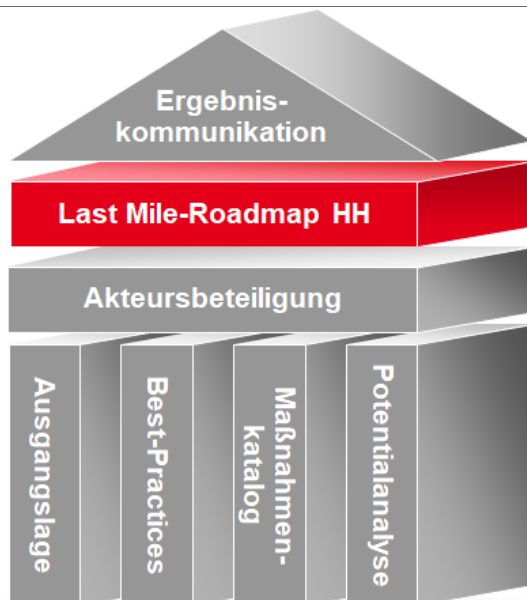 Ergebnis-
kommunikation
Last Mile-Roadmap HH
Akteursbeteiligung
Ausgangslage
Best-Practices
Maßnahmen-
katalog
Potentialanalyse